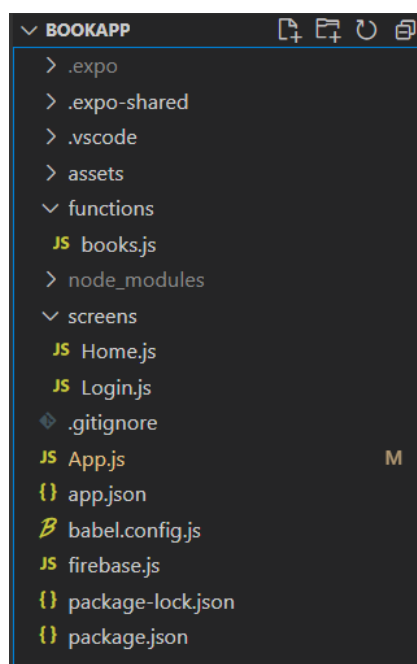 BOOKAPP
.expo
.expo-shared
.vscode
assets
functions
JS books.js
node_modules
screens
JS Home.js
JS Login.js
.gitignore
JS App.js M
{} app.json
B babel.config.js
JS firebase.js
{} package-lock.json
{} package.json